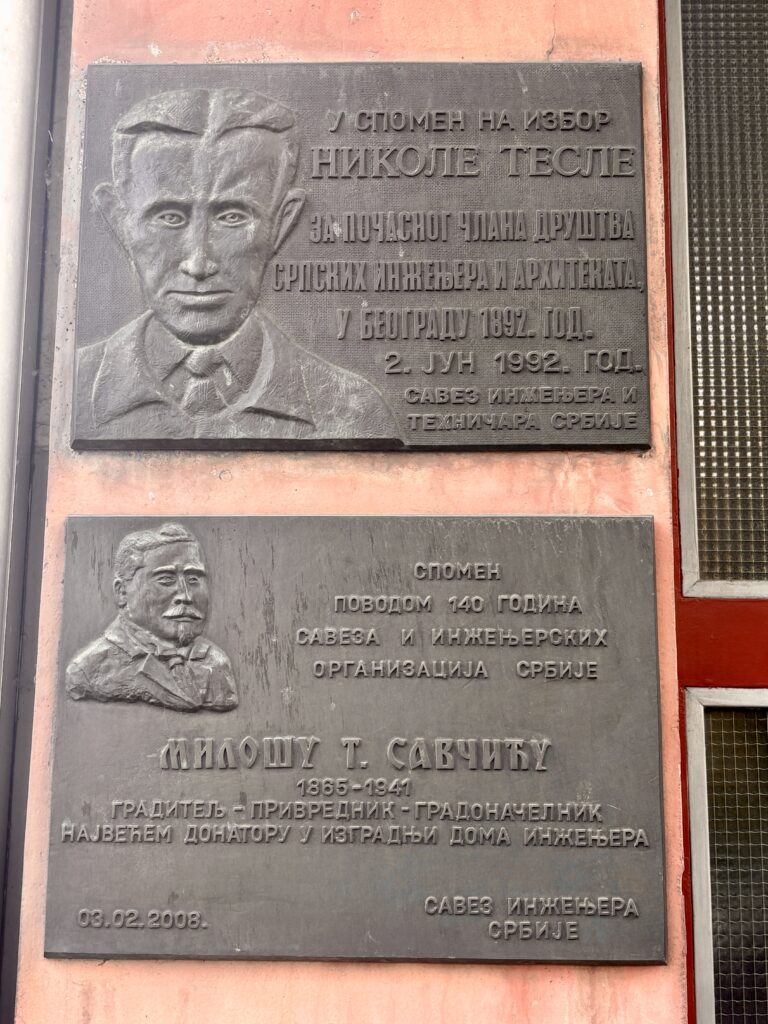 У СПОМЕН НА ИЗБОР
НИКОЛЕ ТЕСЛЕ
ЗА ПОЧАСНОГ ЧЛАНА ДРУШТВА
СРПСКИХ ИНЖЕЊЕРА И АРХИТЕКАТА,
У БЕОГРАДУ 1892. ГОД.
2. ЈУН 1992. ГОД.
САВЕЗ ИНЖЕЊЕРА И
ТЕХНИЧАРА СРБИЈЕ
СПОМЕН
ПОВОДОМ 140 ГОДИНА
САВЕЗА И ИНЖЕЊЕРСКИХ
ОРГАНИЗАЦИЈА СРБИЈЕ
МИЛОШУ Т. САВЧИЋУ
1865-1941
ГРАДИТЕЉ - ПРИВРЕДНИК - ГРАДОНАЧЕЛНИК
НАЈВЕЋЕМ ДОНАТОРУ У ИЗГРАДЊИ ДОМА ИНЖЕЊЕРА
03.02.2008.
САВЕЗ ИНЖЕЊЕРА
СРБИЈЕ